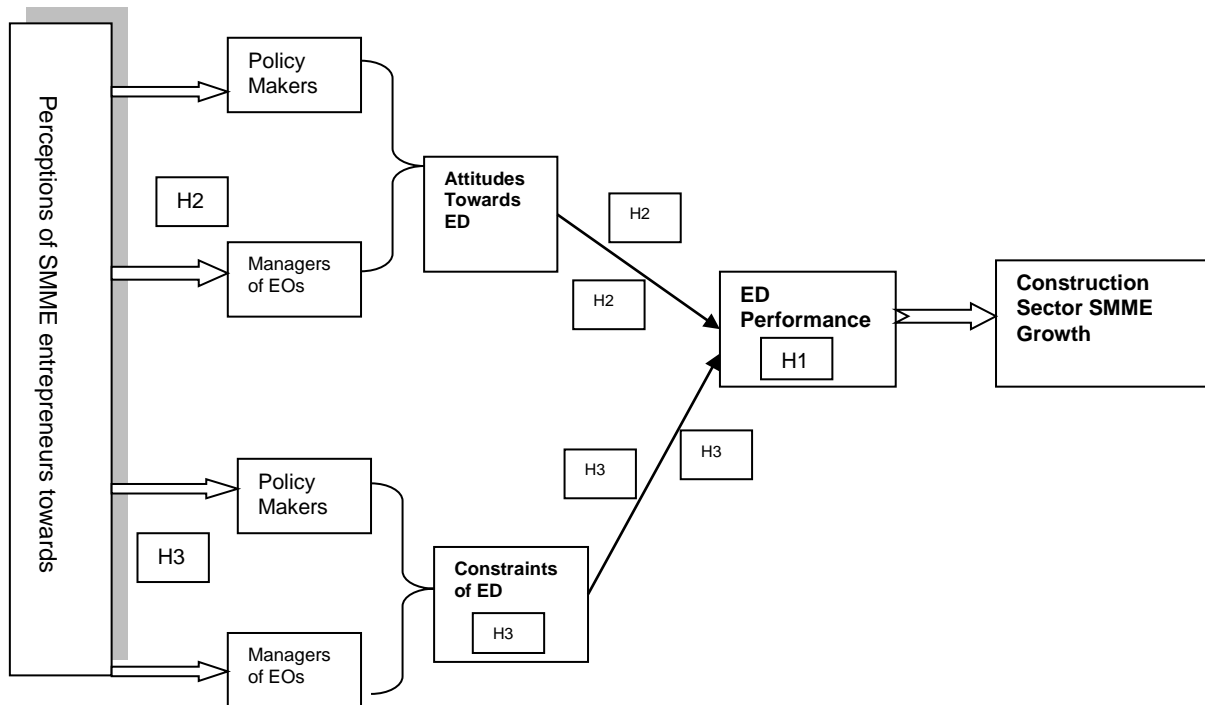 Perceptions of SMME entrepreneurs towards
Policy
Makers
H2
Managers
of EOs
Attitudes
Towards
ED
H2
H2
ED
Performance
H1
Construction
Sector SMME
Growth
Policy
Makers
H3
Managers
of EOs
Constraints
of ED
H3
H3
H3